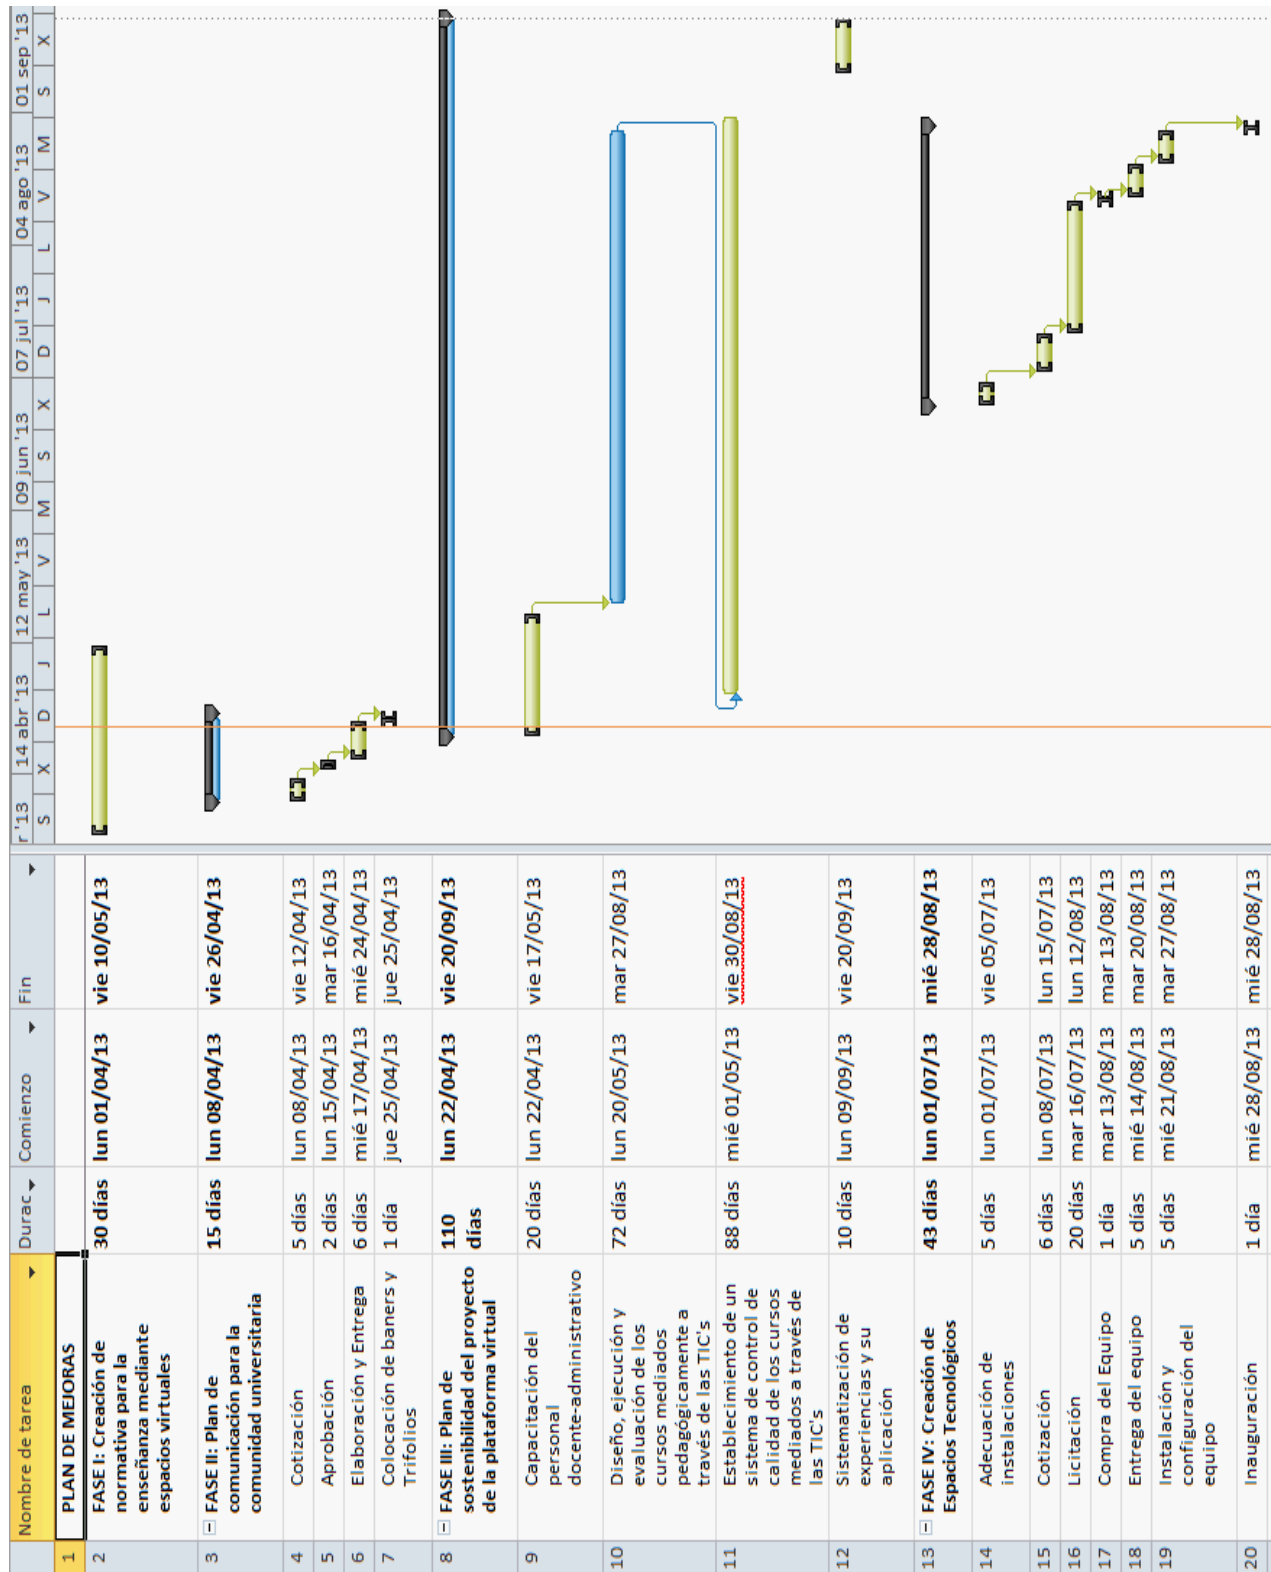 Nombre de tarea Durac Comienzo Fin
r '13 14 abr '13 12 may '13 09 jun '13 07 jul '13 04 ago '13 01 sep '13
S X D J L V M S X D J L V M S X
1 PLAN DE MEJORAS
2 FASE I: Creación de 30 días lun 01/04/13 vie 10/05/13
normativa para la
enseñanza mediante
espacios virtuales
3 FASE II: Plan de 15 días lun 08/04/13 vie 26/04/13
comunicación para la
comunidad universitaria
4 Cotización 5 días lun 08/04/13 vie 12/04/13
5 Aprobación 2 días lun 15/04/13 mar 16/04/13
6 Elaboración y Entrega 6 días mié 17/04/13 mié 24/04/13
7 Colocación de baners y 1 día jue 25/04/13 jue 25/04/13
Trifolios
8 FASE III: Plan de 110 lun 22/04/13 vie 20/09/13
sostenibilidad del proyecto días
de la plataforma virtual
9 Capacitación del 20 días lun 22/04/13 vie 17/05/13
personal
docente-administrativo
10 Diseño, ejecución y 72 días lun 20/05/13 mar 27/08/13
evaluación de los
cursos mediados
pedagógicamente a
través de las TIC's
11 Establecimiento de un 88 días mié 01/05/13 vie 30/08/13
sistema de control de
calidad de los cursos
mediados a través de
las TIC's
12 Sistematización de 10 días lun 09/09/13 vie 20/09/13
experiencias y su
aplicación
13 FASE IV: Creación de 43 días lun 01/07/13 mié 28/08/13
Espacios Tecnológicos
14 Adecuación de 5 días lun 01/07/13 vie 05/07/13
instalaciones
15 Cotización 6 días lun 08/07/13 lun 15/07/13
16 Licitación 20 días mar 16/07/13 lun 12/08/13
17 Compra del Equipo 1 día mar 13/08/13 mar 13/08/13
18 Entrega del equipo 5 días mié 14/08/13 mar 20/08/13
19 Instalación y 5 días mié 21/08/13 mar 27/08/13
configuración del
equipo
20 Inauguración 1 día mié 28/08/13 mié 28/08/13